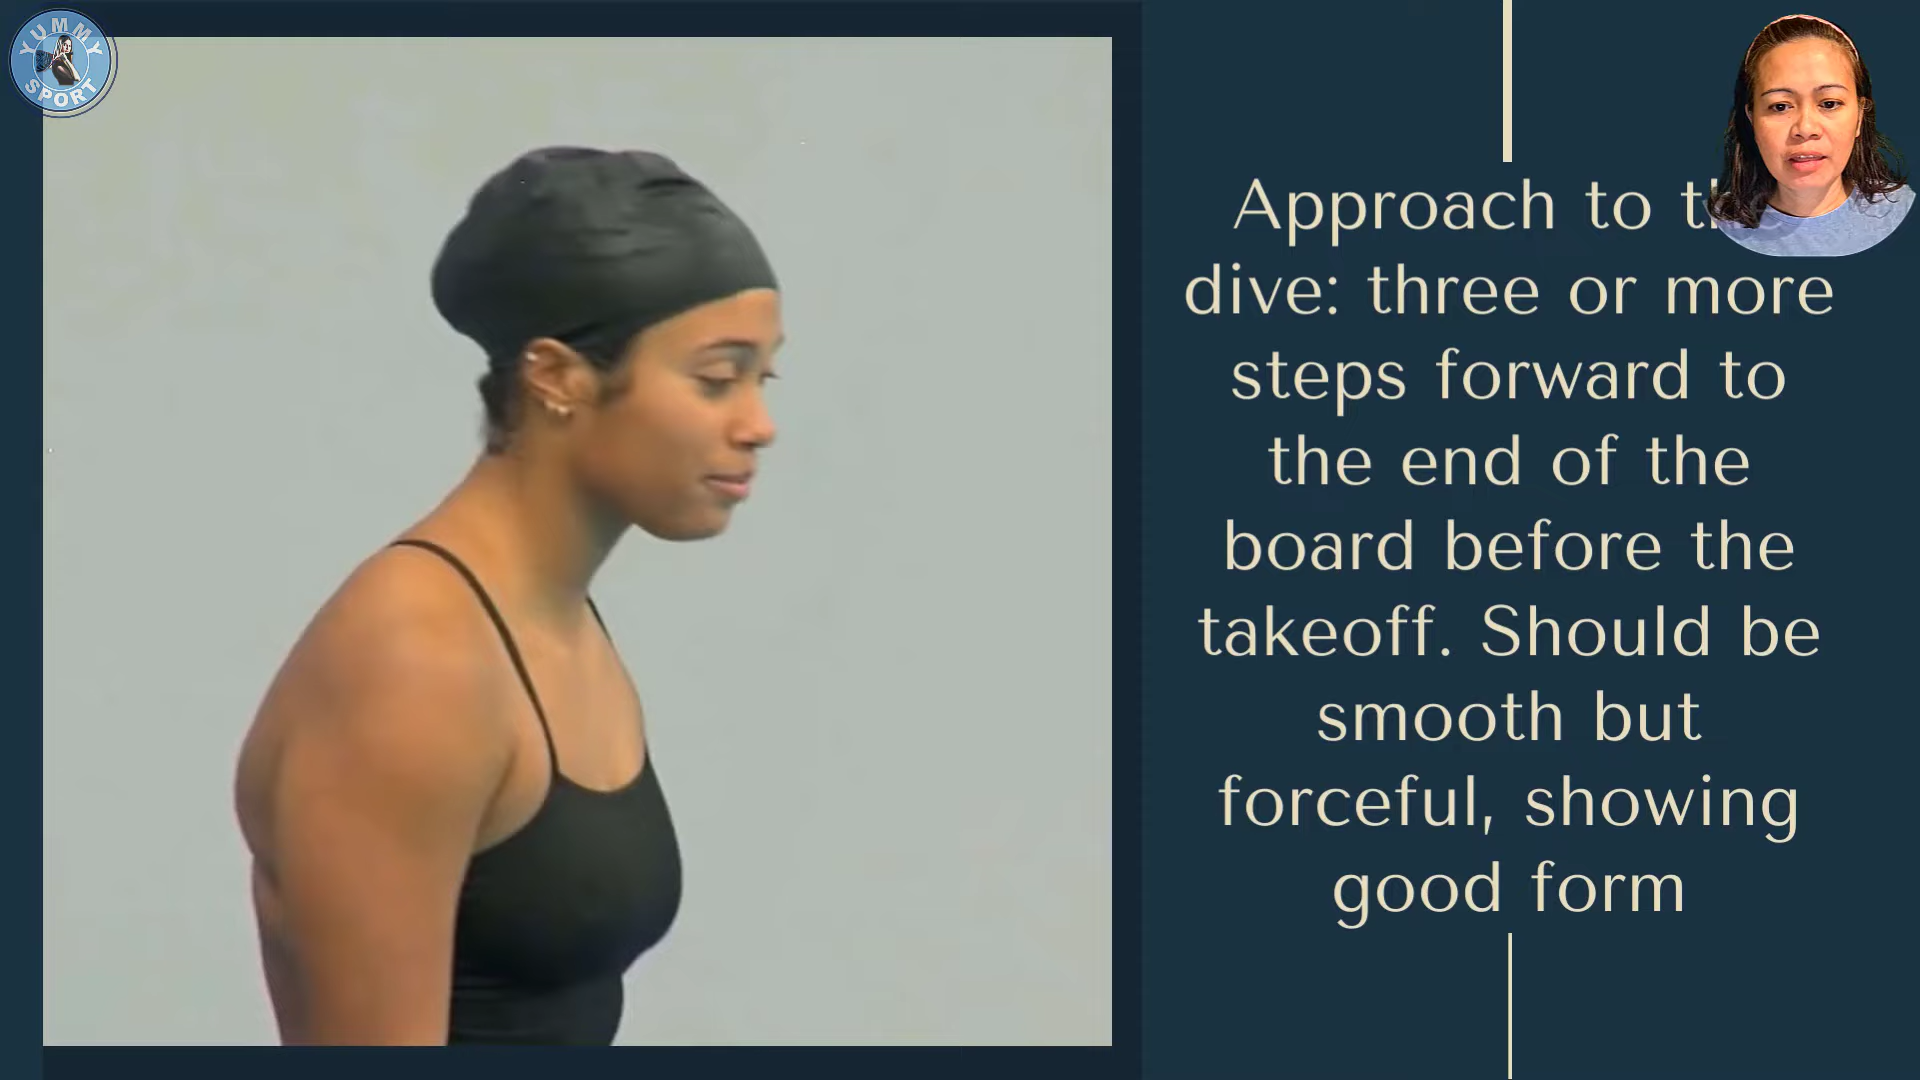 YUMMY
SPORT
Approach to
dive: three or more
steps forward to
the end of the
board before the
takeoff. Should be
smooth but
forceful, showing
good form